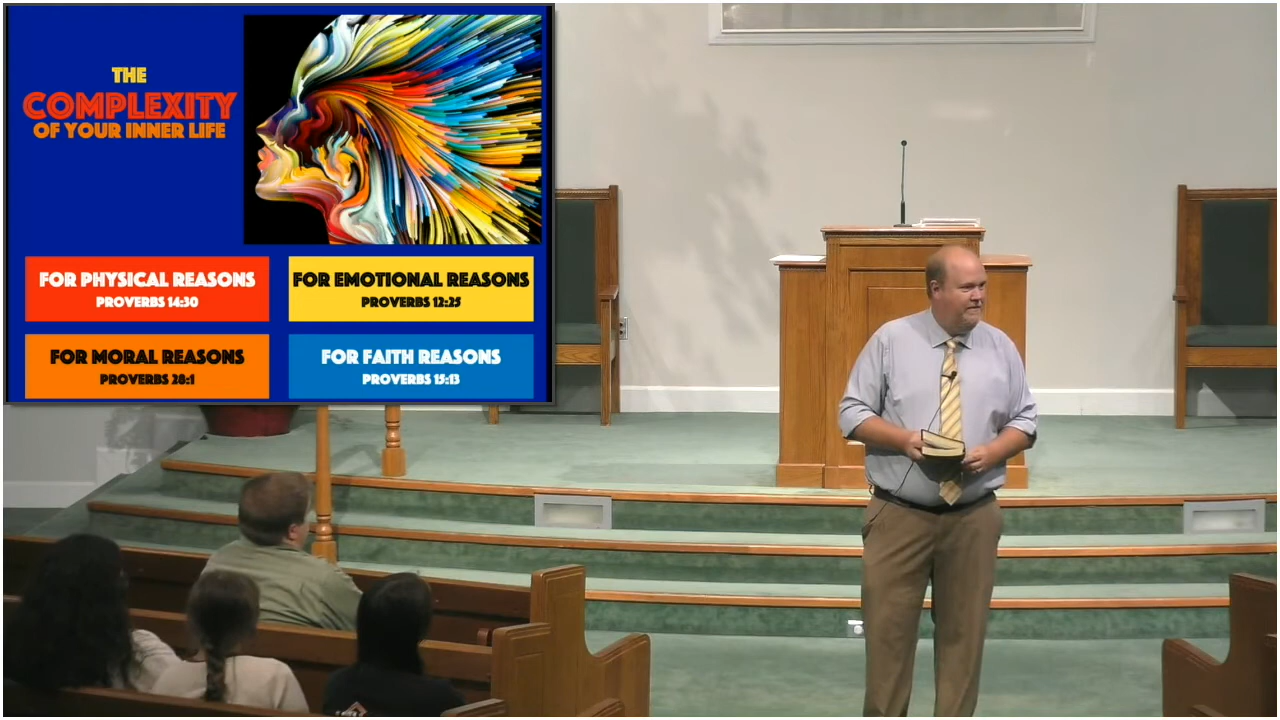 THE
COMPLEXITY
OF YOUR INNER LIFE
FOR PHYSICAL REASONS
PROVERBS 14:30
FOR EMOTIONAL REASONS
PROVERBS 12:25
FOR MORAL REASONS
PROVERBS 28:1
FOR FAITH REASONS
PROVERBS 15:13